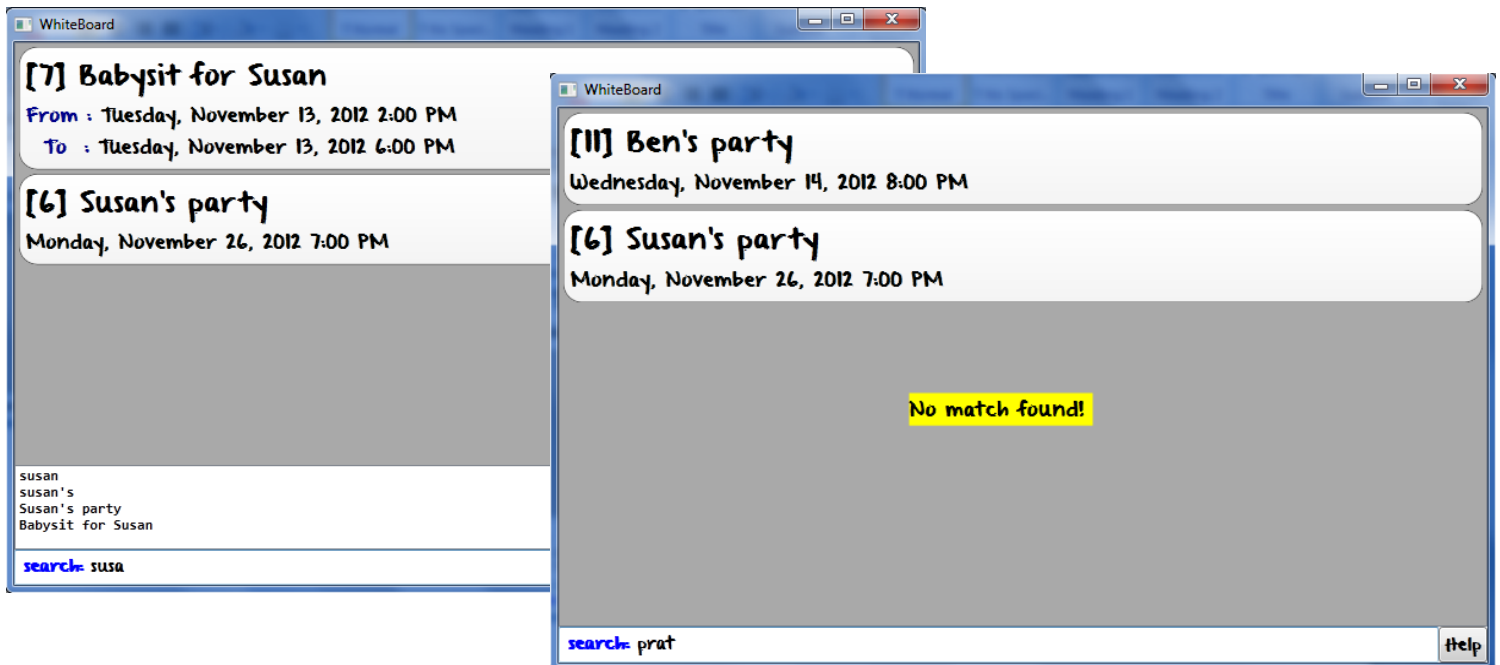 WhiteBoard
[7] Babysit for Susan
From : Tuesday, November 13, 2012 2:00 PM
To : Tuesday, November 13, 2012 6:00 PM
[6] Susan's party
Monday, November 26, 2012 7:00 PM
susan
susan's
Susan's party
Babysit for Susan
search: susa
WhiteBoard
[11] Ben's party
Wednesday, November 14, 2012 8:00 PM
[6] Susan's party
Monday, November 26, 2012 7:00 PM
No match found!
search: prat
Help